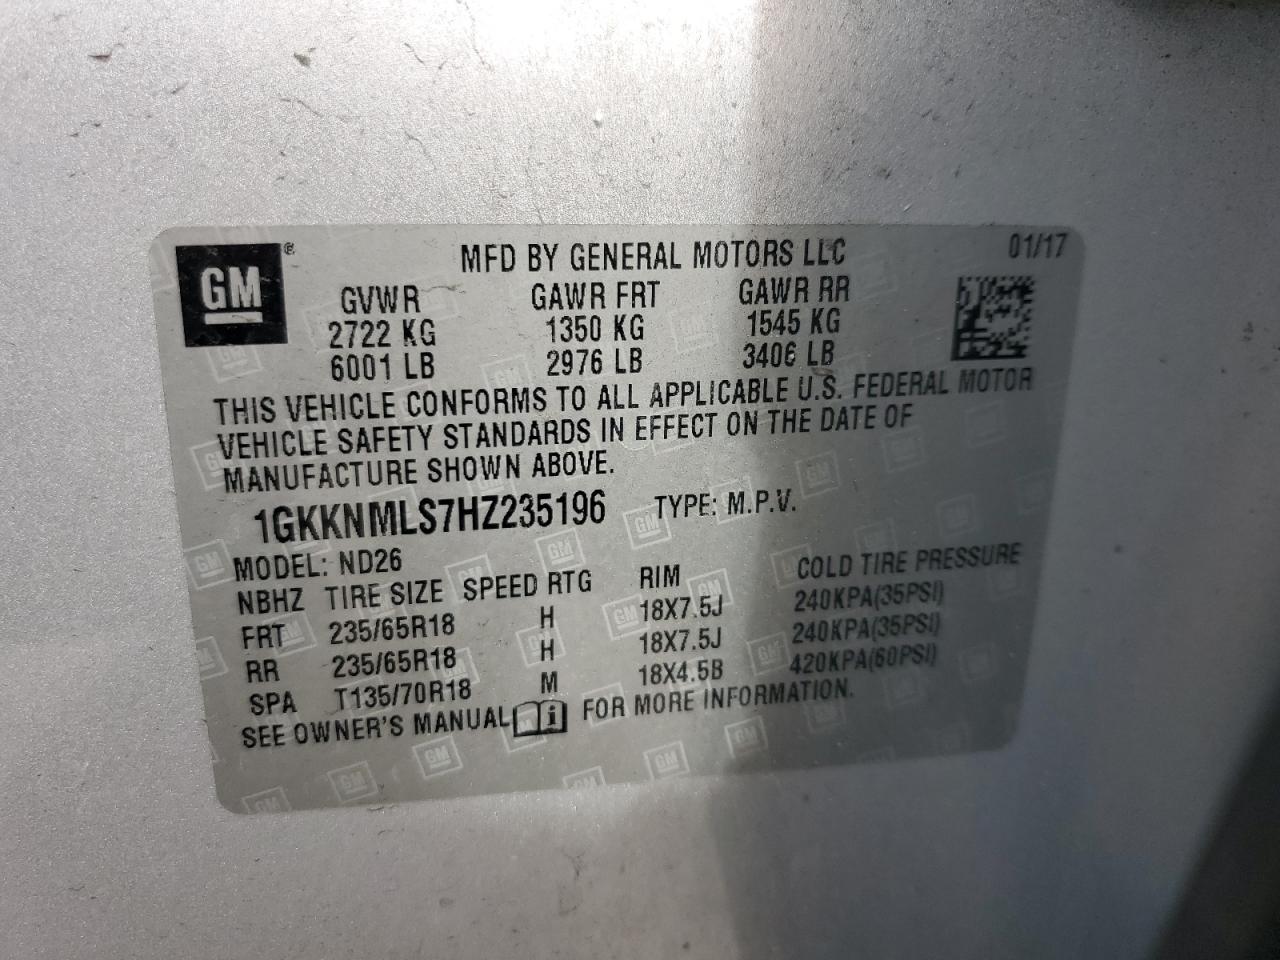 GM ®
MFD BY GENERAL MOTORS LLC 01/17
GVWR GAWR FRT GAWR RR
2722 KG 1350 KG 1545 KG
6001 LB 2976 LB 3406 LB
THIS VEHICLE CONFORMS TO ALL APPLICABLE U.S. FEDERAL MOTOR
VEHICLE SAFETY STANDARDS IN EFFECT ON THE DATE OF
MANUFACTURE SHOWN ABOVE.
1GKKNMLS7HZ235196 TYPE: M.P.V.
MODEL: ND26
NBHZ TIRE SIZE SPEED RTG RIM COLD TIRE PRESSURE
FRT 235/65R18 H 18X7.5J 240KPA(35PSI)
RR 235/65R18 H 18X7.5J 240KPA(35PSI)
SPA T135/70R18 M 18X4.5B 420KPA(60PSI)
SEE OWNER'S MANUAL i FOR MORE INFORMATION.